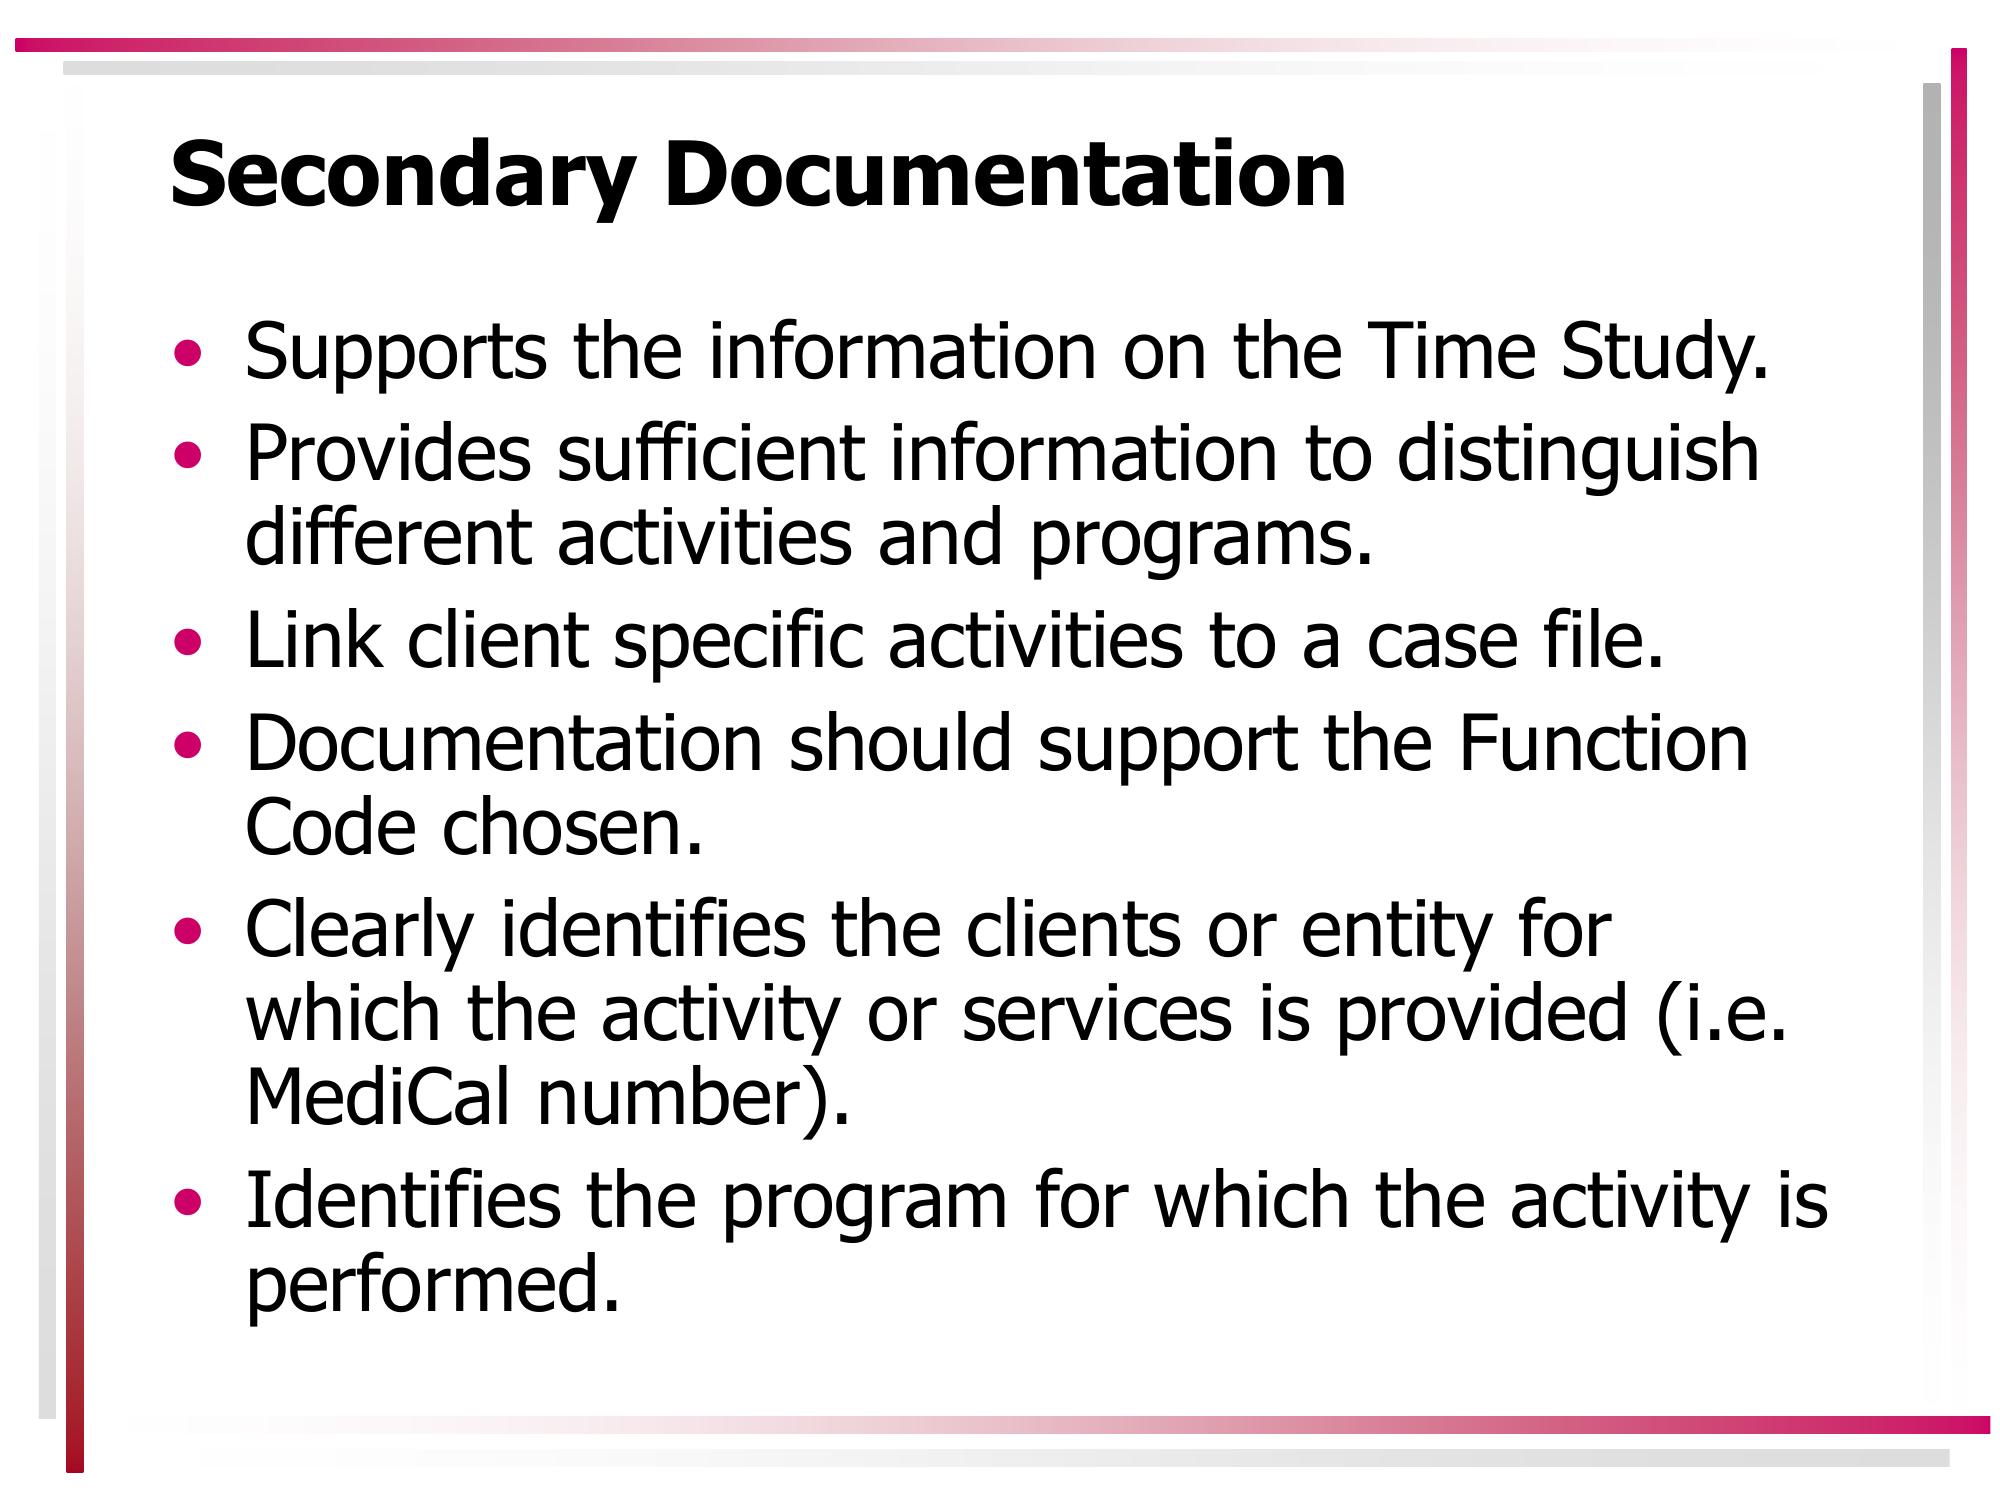 Secondary Documentation
• Supports the information on the Time Study.
• Provides sufficient information to distinguish
different activities and programs.
• Link client specific activities to a case file.
• Documentation should support the Function
Code chosen.
• Clearly identifies the clients or entity for
which the activity or services is provided (i.e.
MediCal number).
• Identifies the program for which the activity is
performed.